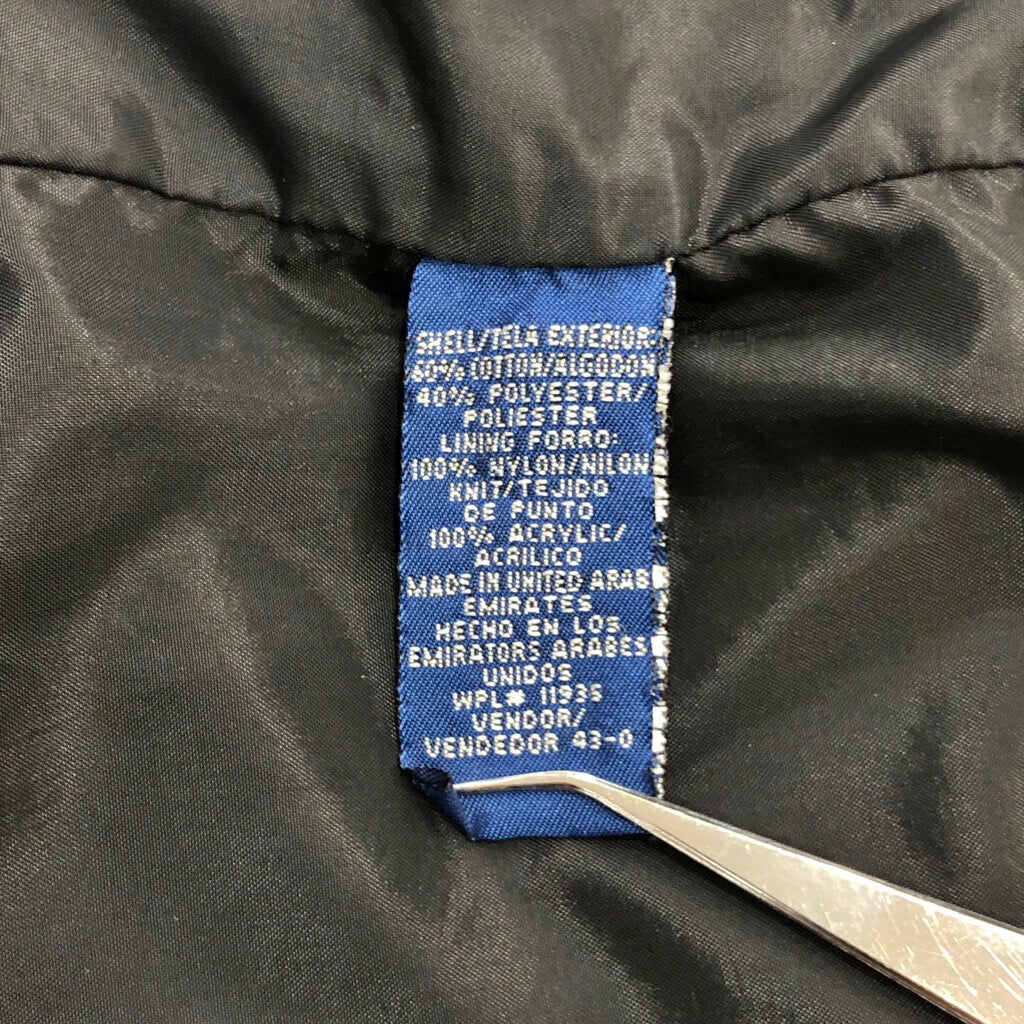 SHELL/TELA EXTERIOR:
60% COTTON/ALGODON
40% POLYESTER/
POLIESTER
LINING FORRO:
100% NYLON/NILON
KNIT/TEJIDO
DE PUNTO
100% ACRYLIC/
ACRILICO
MADE IN UNITED ARAB
EMIRATES
HECHO EN LOS
EMIRATORS ARABES
UNIDOS
WPL# 11935
VENDOR/
VENDEDOR 43-0